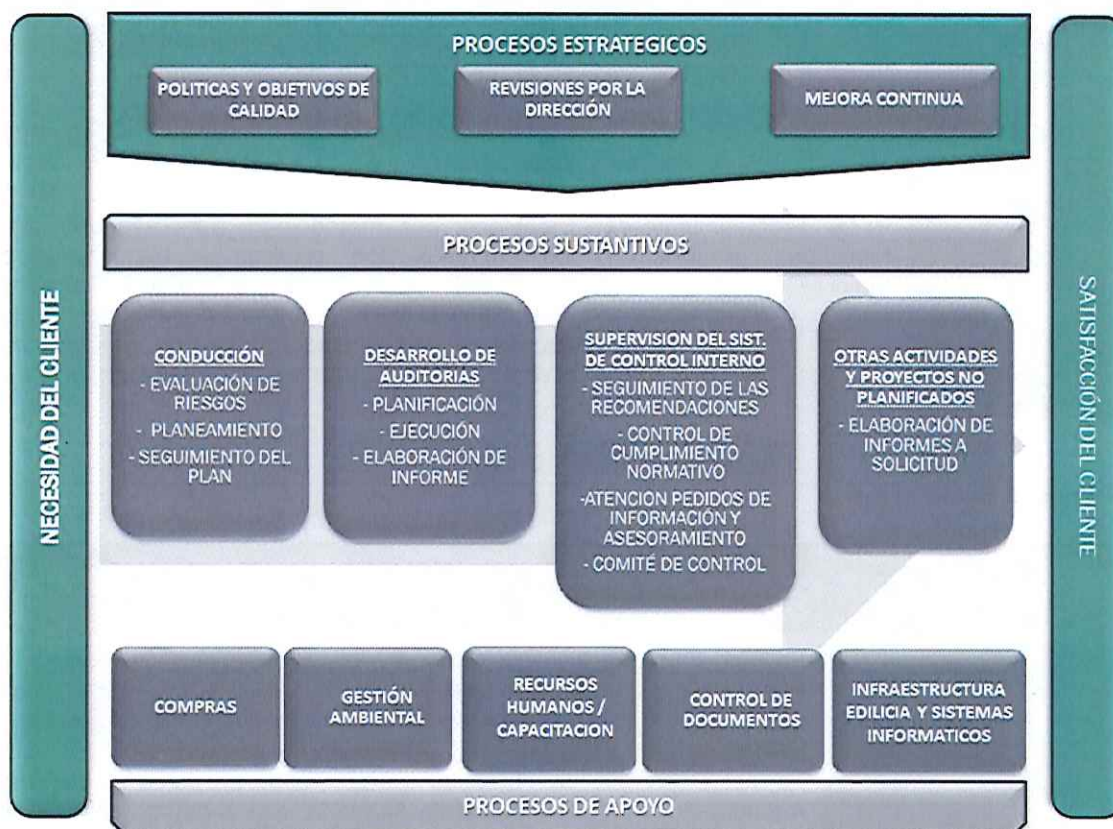 NECESIDAD DEL CLIENTE
PROCESOS ESTRATEGICOS
POLITICAS Y OBJETIVOS DE
CALIDAD
REVISIONES POR LA
DIRECCIÓN
MEJORA CONTINUA
PROCESOS SUSTANTIVOS
CONDUCCIÓN
- EVALUACIÓN DE
RIESGOS
- PLANEAMIENTO
- SEGUIMIENTO DEL
PLAN
DESARROLLO DE
AUDITORIAS
- PLANIFICACIÓN
- EJECUCIÓN
- ELABORACIÓN DE
INFORME
SUPERVISION DEL SIST.
DE CONTROL INTERNO
- SEGUIMIENTO DE LAS
RECOMENDACIONES
- CONTROL DE
CUMPLIMIENTO
NORMATIVO
-ATENCION PEDIDOS DE
INFORMACIÓN Y
ASESORAMIENTO
- COMITÉ DE CONTROL
OTRAS ACTIVIDADES
Y PROYECTOS NO
PLANIFICADOS
- ELABORACIÓN DE
INFORMES A
SOLICITUD
COMPRAS
GESTIÓN
AMBIENTAL
RECURSOS
HUMANOS /
CAPACITACION
CONTROL DE
DOCUMENTOS
INFRAESTRUCTURA
EDILICIA Y SISTEMAS
INFORMATICOS
PROCESOS DE APOYO
SATISFACCIÓN DEL CLIENTE